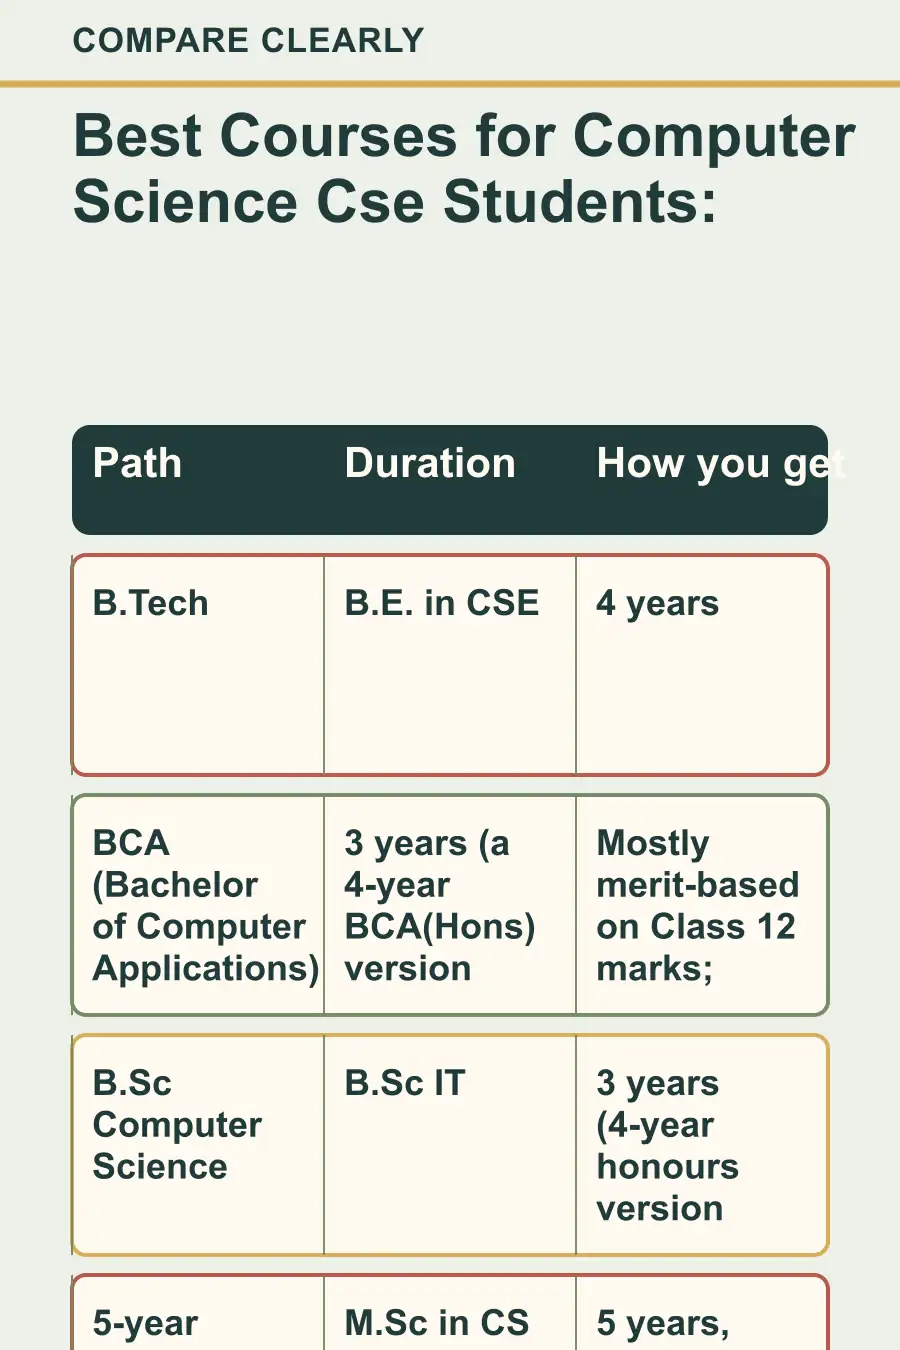 COMPARE CLEARLY
Best Courses for Computer
Science Cse Students:
Path
Duration
How you get
B.Tech
B.E. in CSE
4 years
BCA
(Bachelor
of Computer
Applications)
3 years (a
4-year
BCA(Hons)
version
Mostly
merit-based
on Class 12
marks;
B.Sc
Computer
Science
B.Sc IT
3 years
(4-year
honours
version
5-year
M.Sc in CS
5 years,